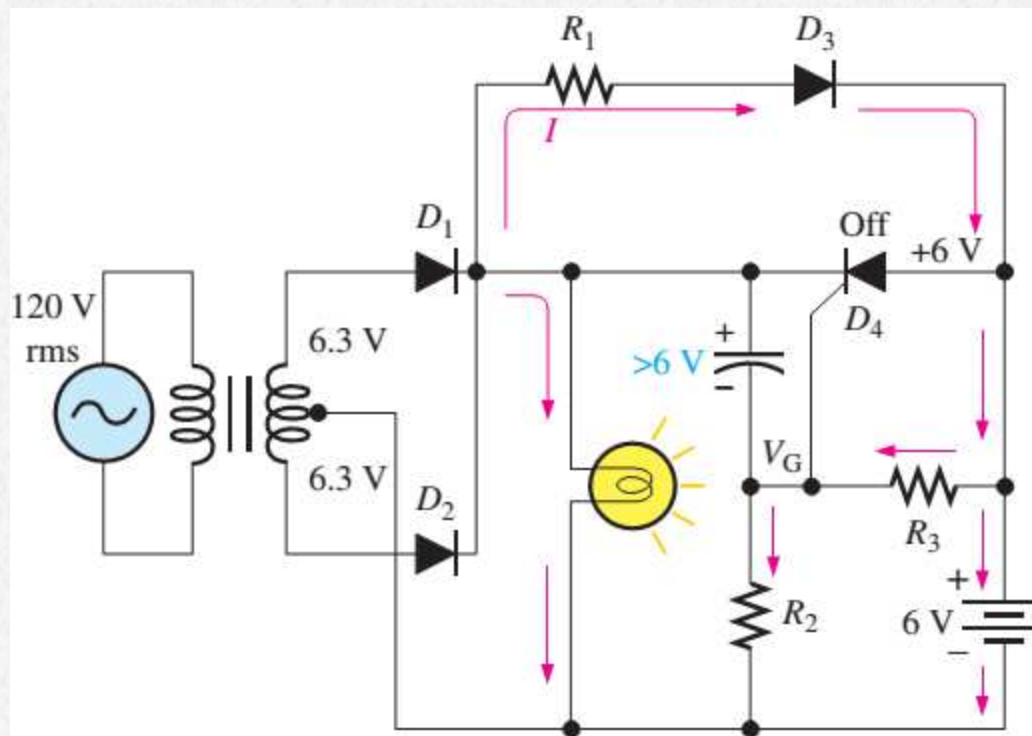 R1
D3
I
D1
Off
+6 V
120 V
rms
6.3 V
D4
+
>6 V
−
VG
6.3 V
D2
R3
+
R2
6 V
−